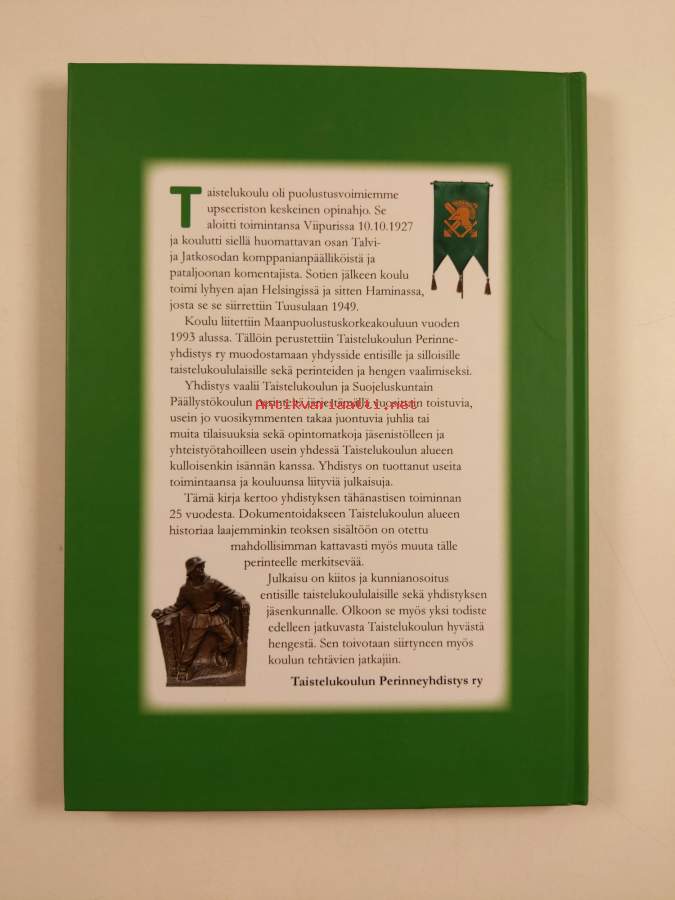 Taistelukoulu oli puolustusvoimiemme
upseeriston keskeinen opinahjo. Se
aloitti toimintansa Viipurissa 10.10.1927
ja koulutti siellä huomattavan osan Talvi-
ja Jatkosodan komppanianpäälliköistä ja
pataljoonan komentajista. Sotien jälkeen koulu
toimi lyhyen ajan Helsingissä ja sitten Haminassa,
josta se se siirrettiin Tuusulaan 1949.
Koulu liitettiin Maanpuolustuskorkeakouluun vuoden
1993 alussa. Tällöin perustettiin Taistelukoulun Perinne-
yhdistys ry muodostamaan yhdysside entisille ja silloisille
taistelukoululaisille sekä perinteiden ja hengen vaalimiseksi.
Yhdistys vaalii Taistelukoulun ja Suojeluskuntain
Päällystökoulun perinteitä järjestämällä vuosittain toistuvia,
Antikvariaatti.net
usein jo vuosikymmenten takaa juontuvia juhlia tai
muita tilaisuuksia sekä opintomatkoja jäsenistölleen ja
yhteistyötahoilleen usein yhdessä Taistelukoulun alueen
kulloisenkin isännän kanssa. Yhdistys on tuottanut useita
toimintaansa ja kouluunsa liityviä julkaisuja.
Tämä kirja kertoo yhdistyksen tähänastisen toiminnan
25 vuodesta. Dokumentoidakseen Taistelukoulun alueen
historiaa laajemminkin teoksen sisältöön on otettu
mahdollisimman kattavasti myös muuta tälle
perinteelle merkitsevää.
Julkaisu on kiitos ja kunnianosoitus
entisille taistelukoululaisille sekä yhdistyksen
jäsenkunnalle. Olkoon se myös yksi todiste
edelleen jatkuvasta Taistelukoulun hyvästä
hengestä. Sen toivotaan siirtyneen myös
koulun tehtävien jatkajiin.
Taistelukoulun Perinneyhdistys ry